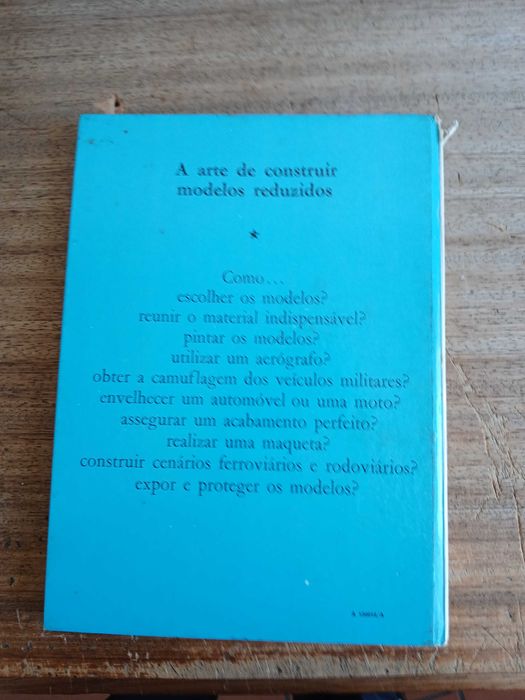 A arte de construir
modelos reduzidos
*
Como...
escolher os modelos?
reunir o material indispensável?
pintar os modelos?
utilizar um aerógrafo?
obter a camuflagem dos veículos militares?
envelhecer um automóvel ou uma moto?
assegurar um acabamento perfeito?
realizar uma maqueta?
construir cenários ferroviários e rodoviários?
expor e proteger os modelos?